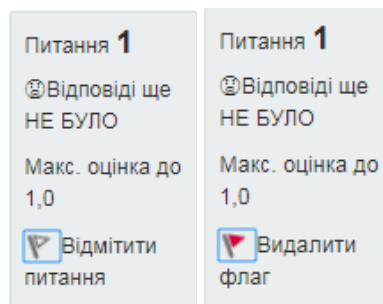 Питання 1
😟Відповіді ще
НЕ БУЛО
Макс. оцінка до
1,0
Відмітити
питання
Питання 1
😟Відповіді ще
НЕ БУЛО
Макс. оцінка до
1,0
Видалити
флаг